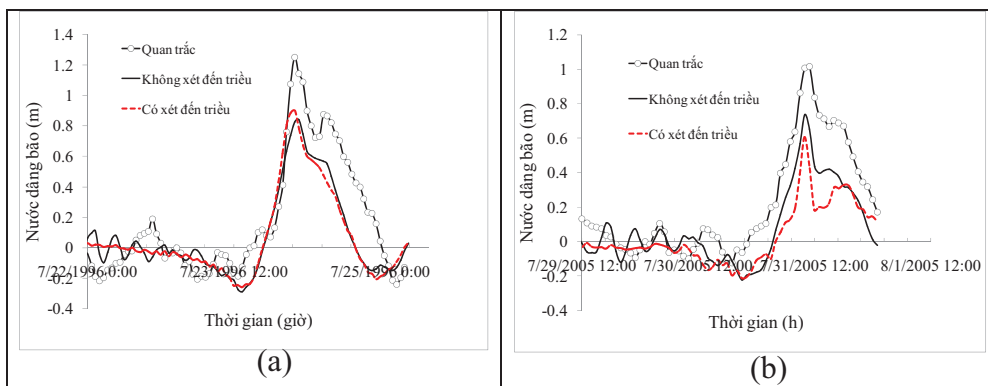 1.4
1.2
1
0.8
0.6
0.4
0.2
0
-0.2
-0.4
Nước dâng bão (m)
Quan trắc
Không xét đến triều
Có xét đến triều
7/22/1996 0:00
7/23/1996 12:00
7/25/1996 0:00
Thời gian (giờ)
(a)
1.2
1
0.8
0.6
0.4
0.2
0
-0.2
-0.4
Nước dâng bão (m)
Quan trắc
Không xét đến triều
Có xét đến triều
7/29/2005 12:00
7/30/2005 12:00
7/31/2005 12:00
8/1/2005 12:00
Thời gian (h)
(b)